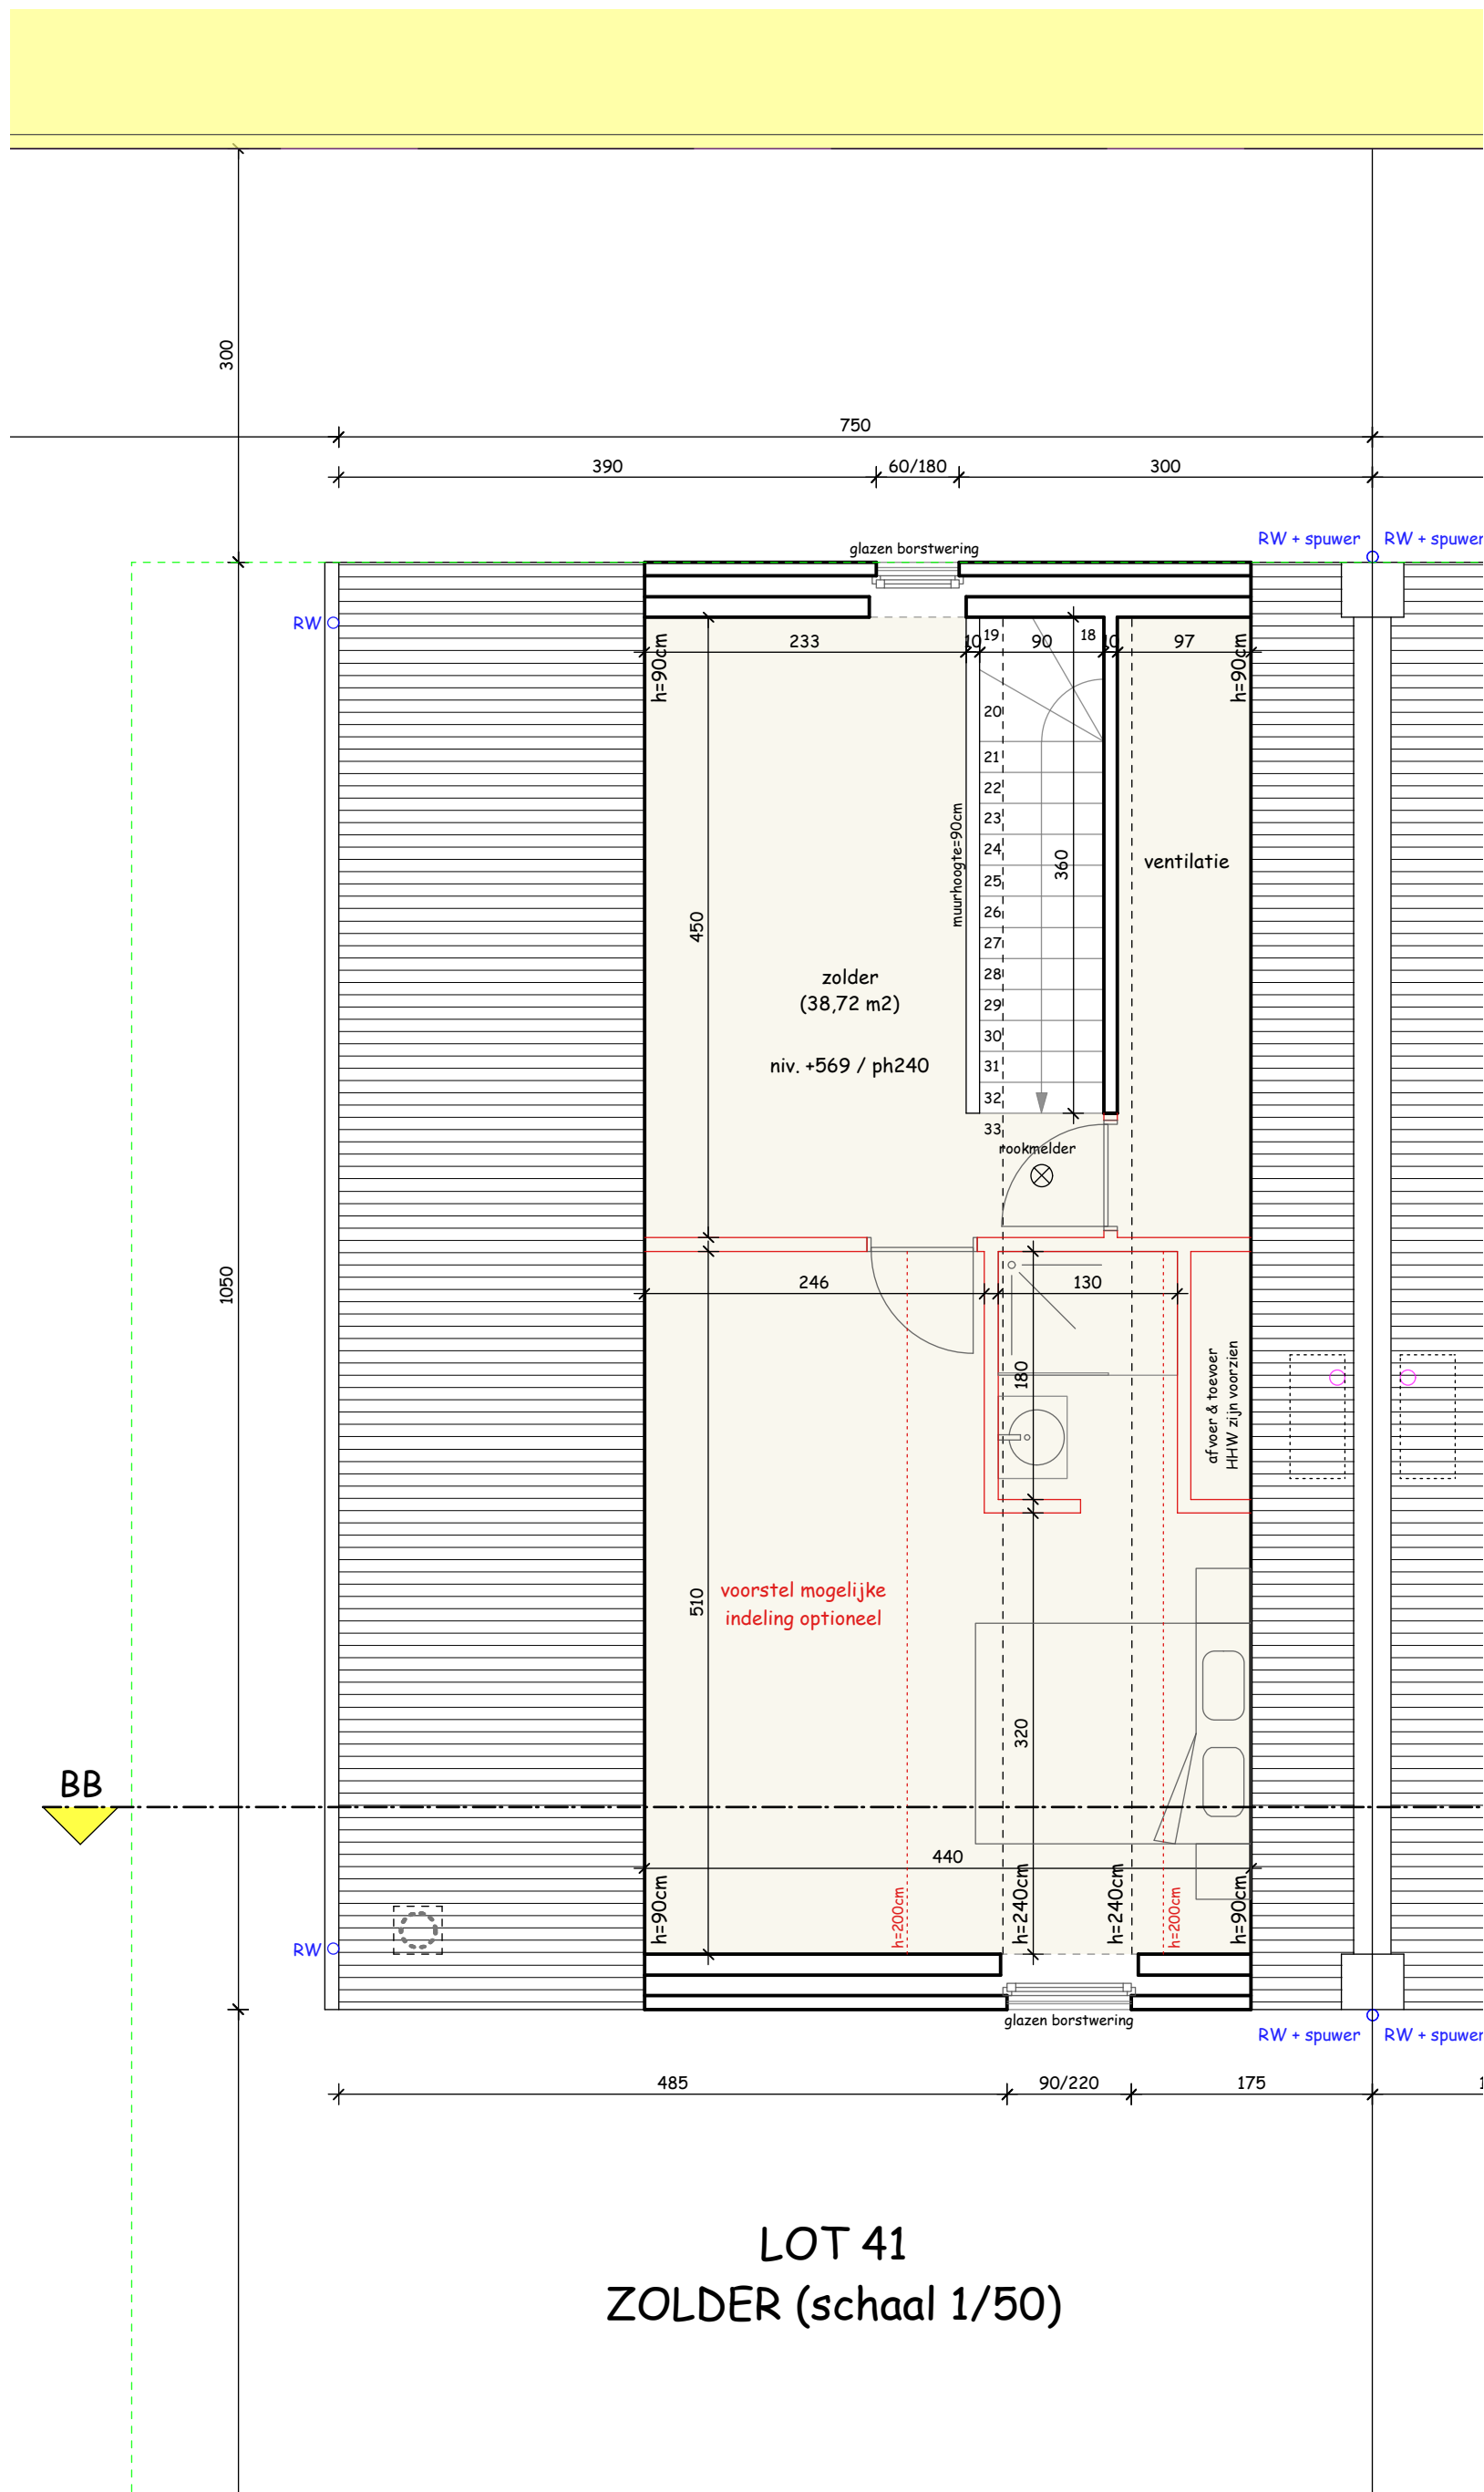 300
750
390
60/180
300
glazen borstwering
RW + spuwer
RW + spuwer
RW
233
10
19
90
18
10
97
h=90cm
h=90cm
20
21
22
23
24
25
26
27
28
29
30
31
32
33
muurhoogte=90cm
360
ventilatie
450
zolder
(38,72 m2)
niv. +569 / ph240
rookmelder
1050
246
130
180
afvoer & toevoer
HHW zijn voorzien
510
voorstel mogelijke
indeling optioneel
320
BB
440
h=90cm
h=200cm
h=240cm
h=240cm
h=200cm
h=90cm
RW
glazen borstwering
RW + spuwer
RW + spuwer
485
90/220
175
LOT 41
ZOLDER (schaal 1/50)